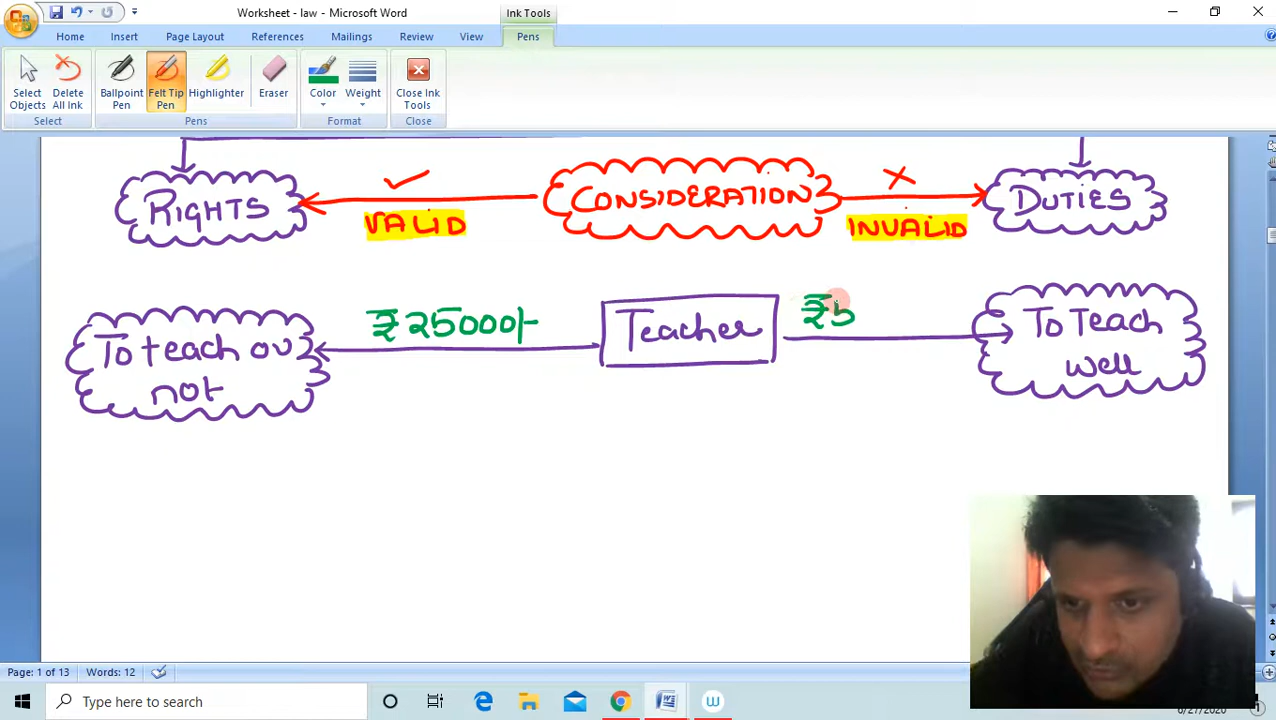 Worksheet - law - Microsoft Word
Ink Tools
Home Insert Page Layout References Mailings Review View Pens
Select Objects
Delete All Ink
Ballpoint Pen
Felt Tip Pen
Highlighter
Eraser
Color
Weight
Close Ink Tools
Select
Pens
Format
Close
RIGHTS
VALID
CONSIDERATION
INVALID
DUTIES
To teach or
not
₹ 25000/-
Teacher
₹5
To Teach
well
Page: 1 of 13
Words: 12
Type here to search
6/27/2020